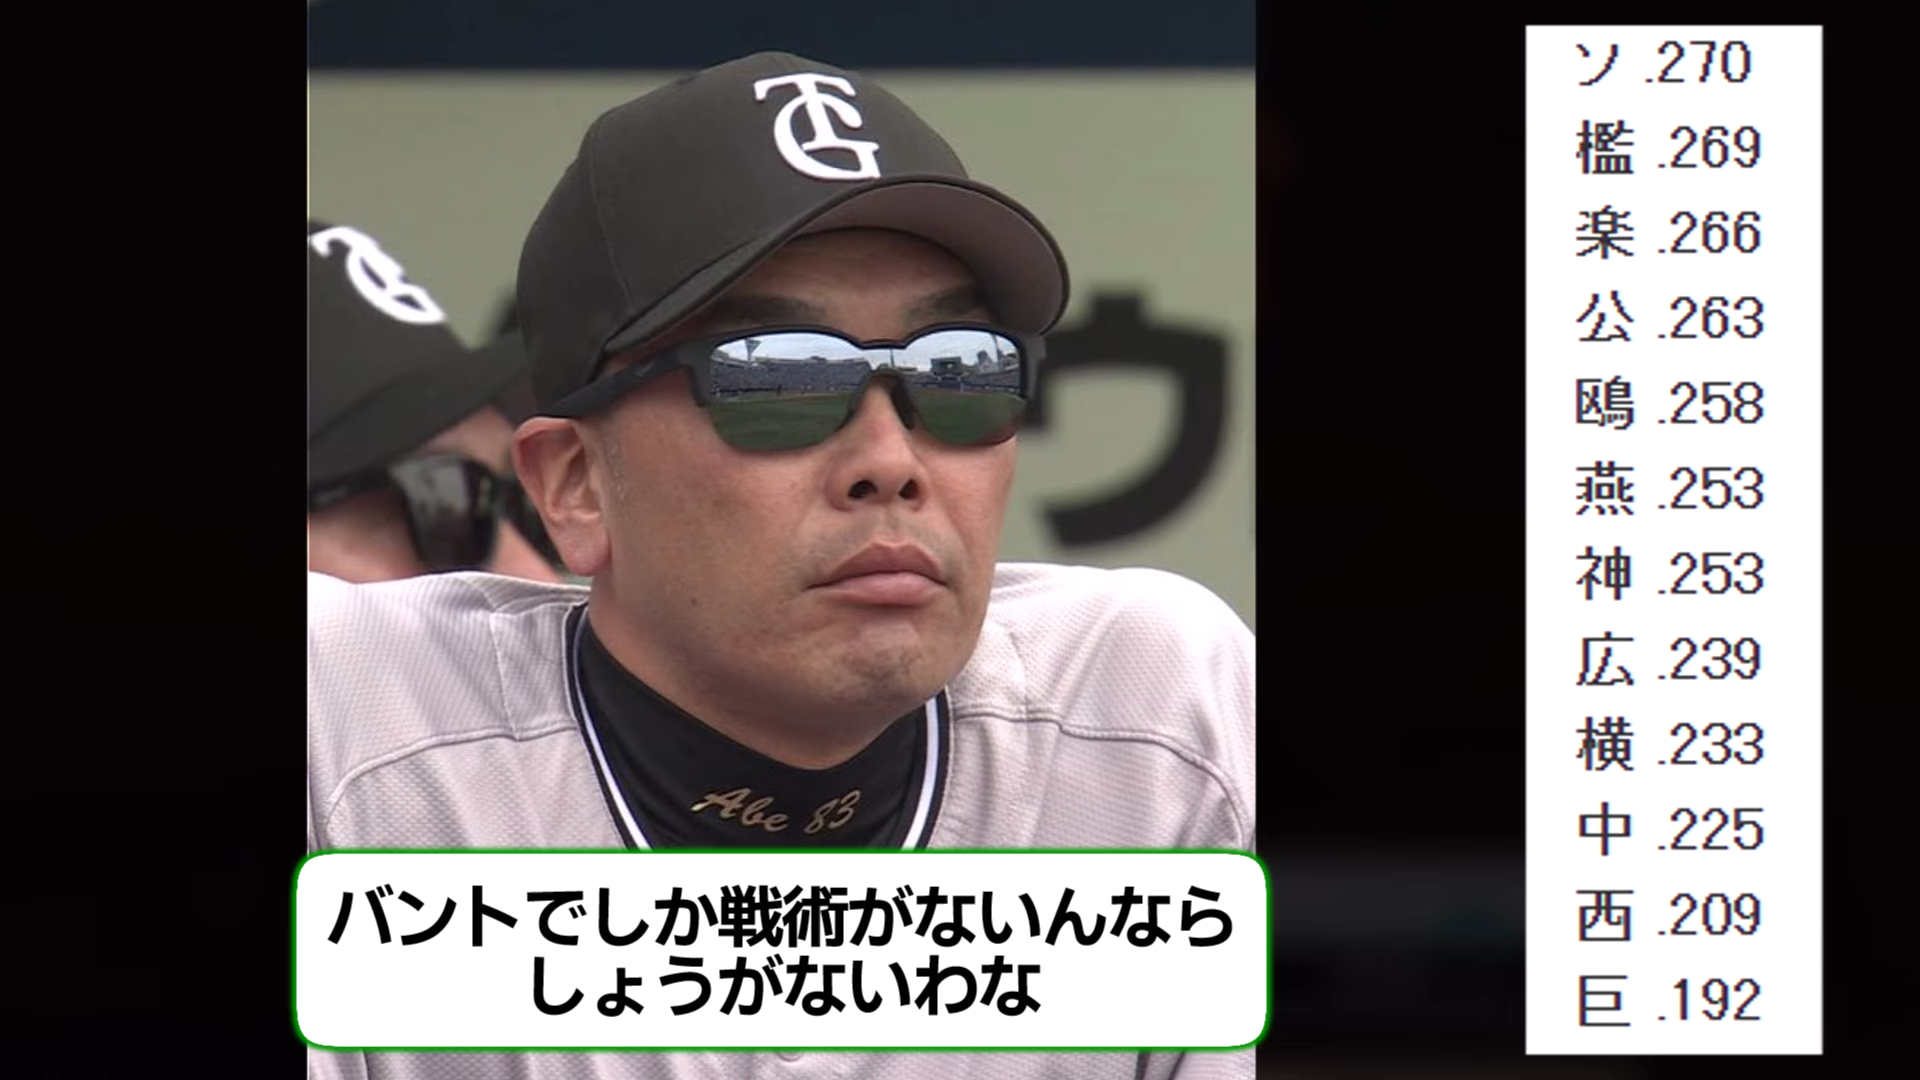 TG
TG
ウ
Abe 83
バントでしか戦術がないんなら
しょうがないわな
ソ .270
檻 .269
楽 .266
公 .263
鴎 .258
燕 .253
神 .253
広 .239
横 .233
中 .225
西 .209
巨 .192